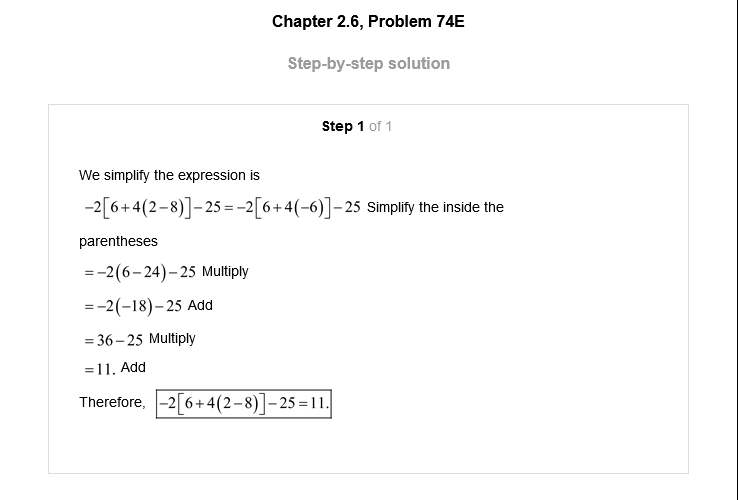 Chapter 2.6, Problem 74E
Step-by-step solution
Step 1 of 1
We simplify the expression is
−2[6+4(2−8)]−25=−2[6+4(−6)]−25 Simplify the inside the
parentheses
=−2(6−24)−25 Multiply
=−2(−18)−25 Add
=36−25 Multiply
=11. Add
Therefore, −2[6+4(2−8)]−25=11.